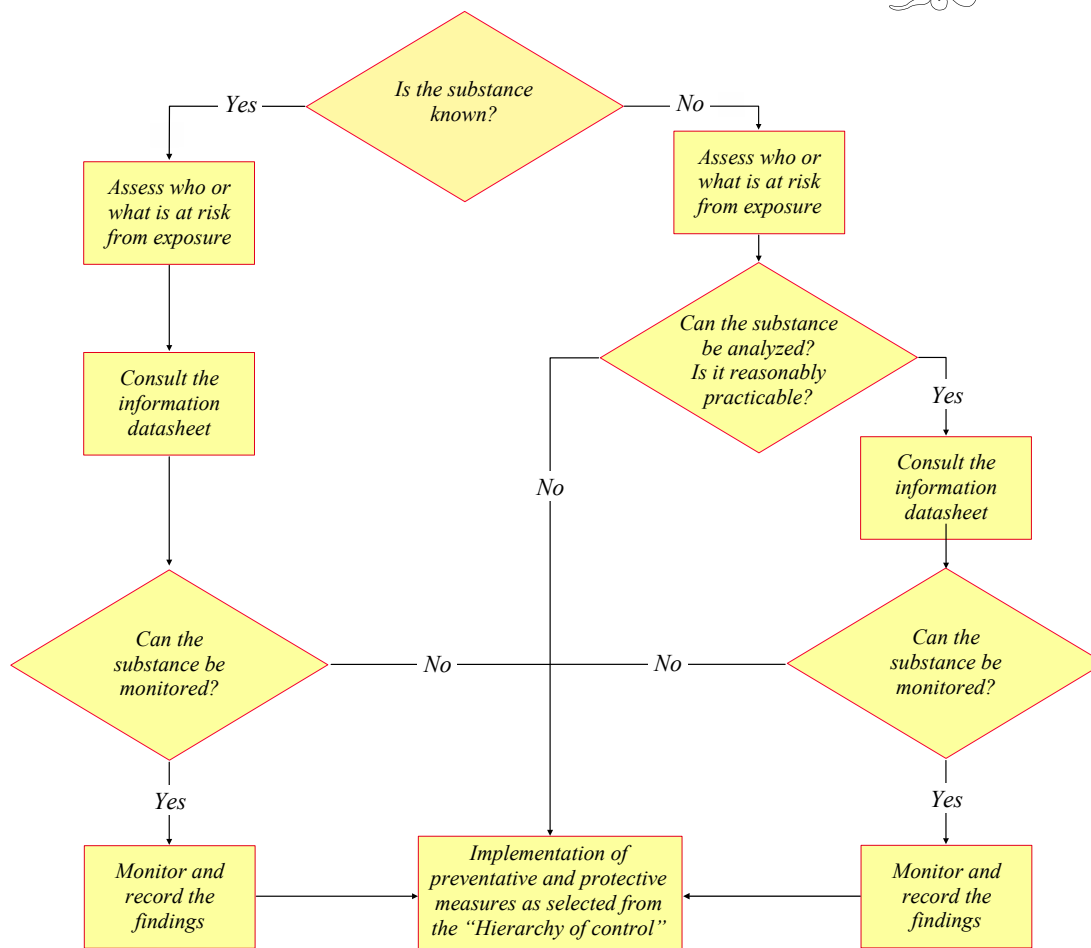 Is the substance
known?
Yes
No
Assess who or
what is at risk
from exposure
Assess who or
what is at risk
from exposure
Can the substance
be analyzed?
Is it reasonably
practicable?
Consult the
information
datasheet
Yes
No
Consult the
information
datasheet
Can the
substance be
monitored?
No
No
Can the
substance be
monitored?
Yes
Yes
Monitor and
record the
findings
Implementation of
preventative and protective
measures as selected from
the “Hierarchy of control”
Monitor and
record the
findings